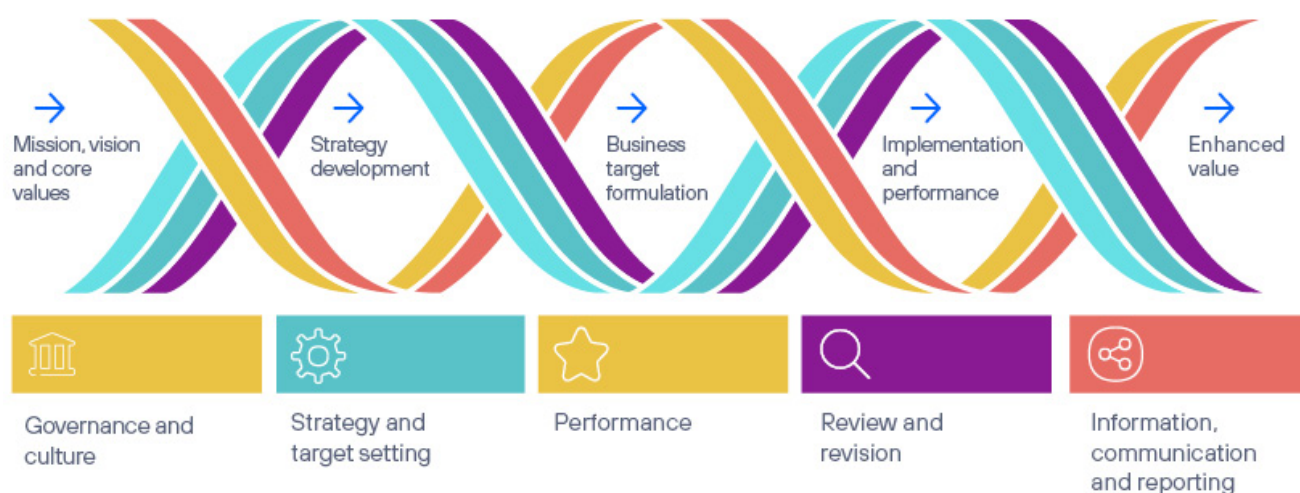 Mission, vision
and core
values
Strategy
development
Business
target
formulation
Implementation
and
performance
Enhanced
value
Governance and
culture
Strategy and
target setting
Performance
Review and
revision
Information,
communication
and reporting